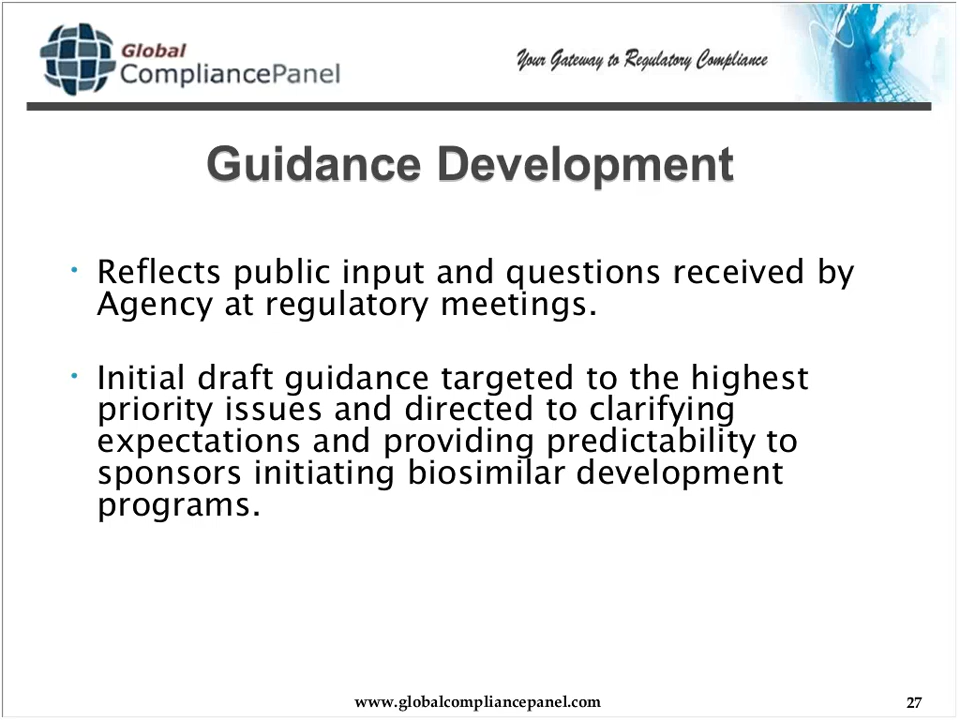 Global
CompliancePanel
Your Gateway to Regulatory Compliance
Guidance Development
• Reflects public input and questions received by
Agency at regulatory meetings.
• Initial draft guidance targeted to the highest
priority issues and directed to clarifying
expectations and providing predictability to
sponsors initiating biosimilar development
programs.
www.globalcompliancepanel.com
27